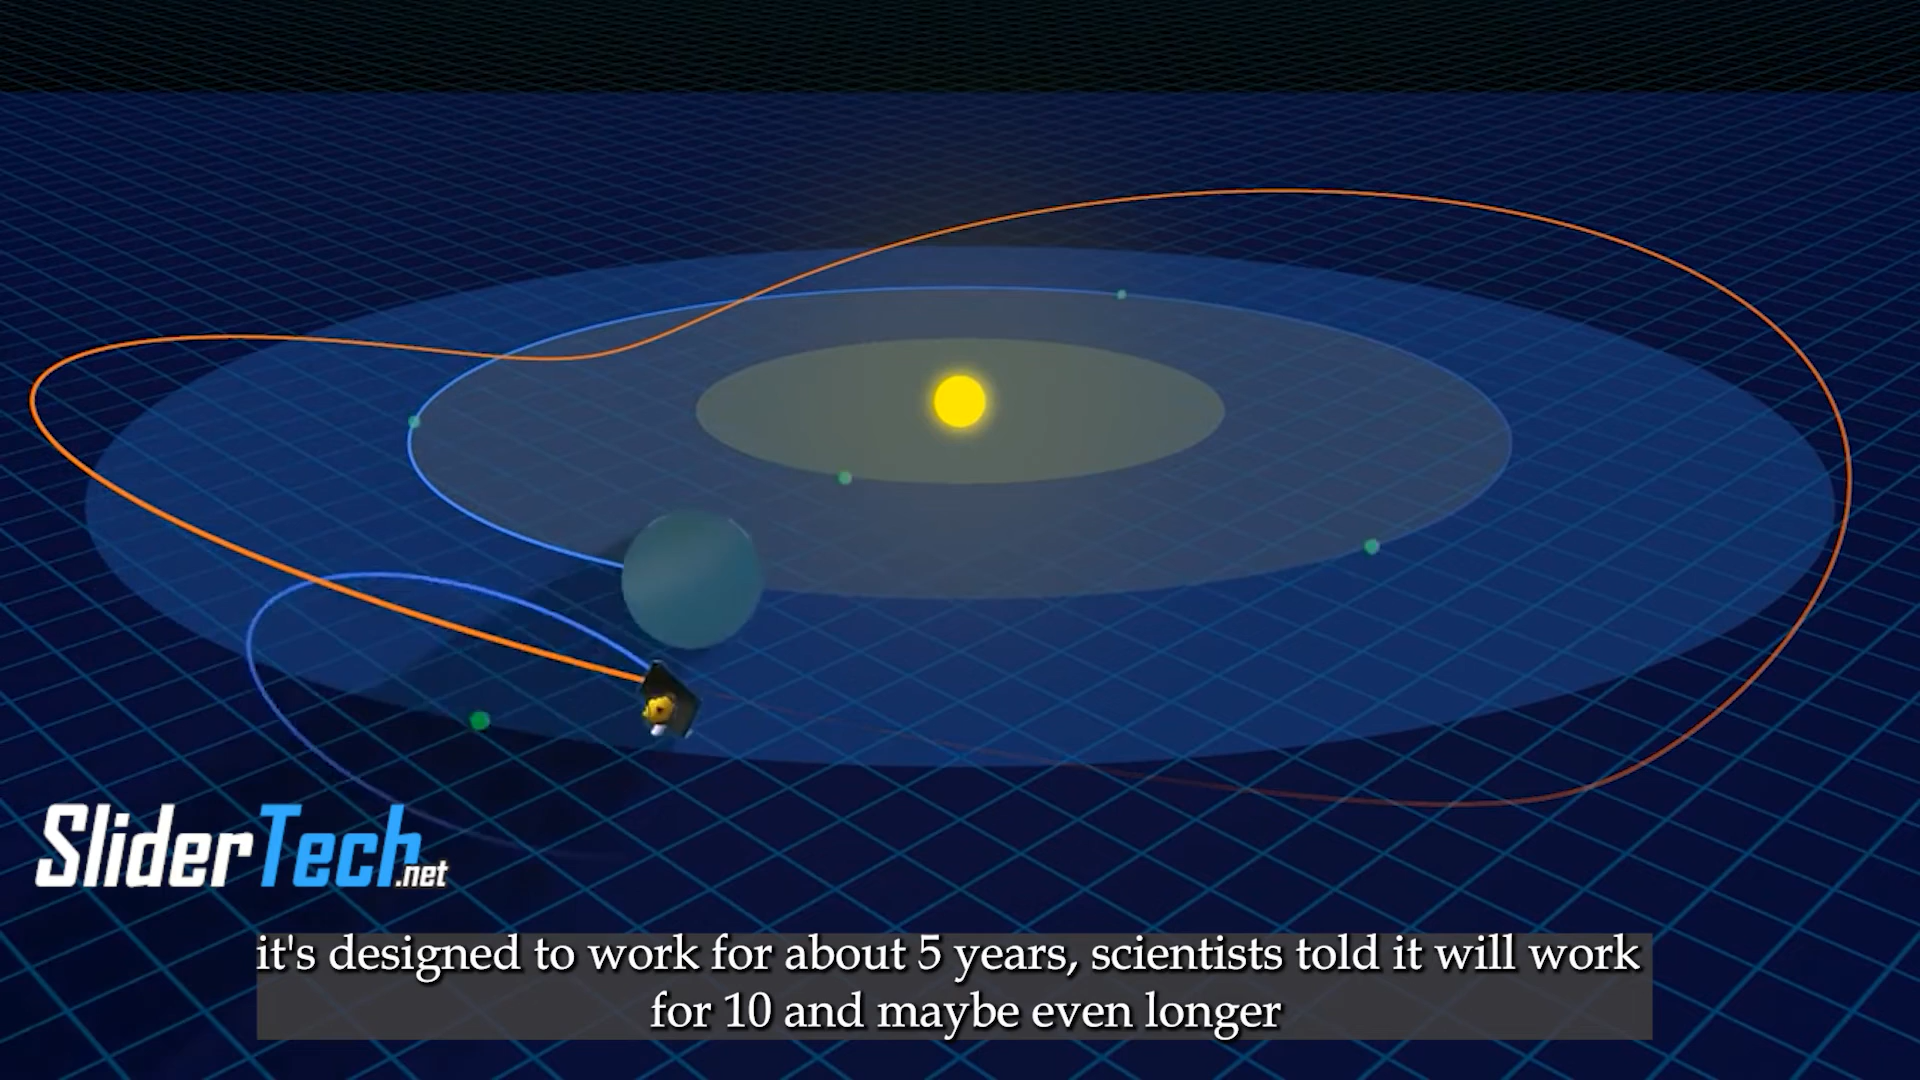 SliderTech.net
it's designed to work for about 5 years, scientists told it will work
for 10 and maybe even longer